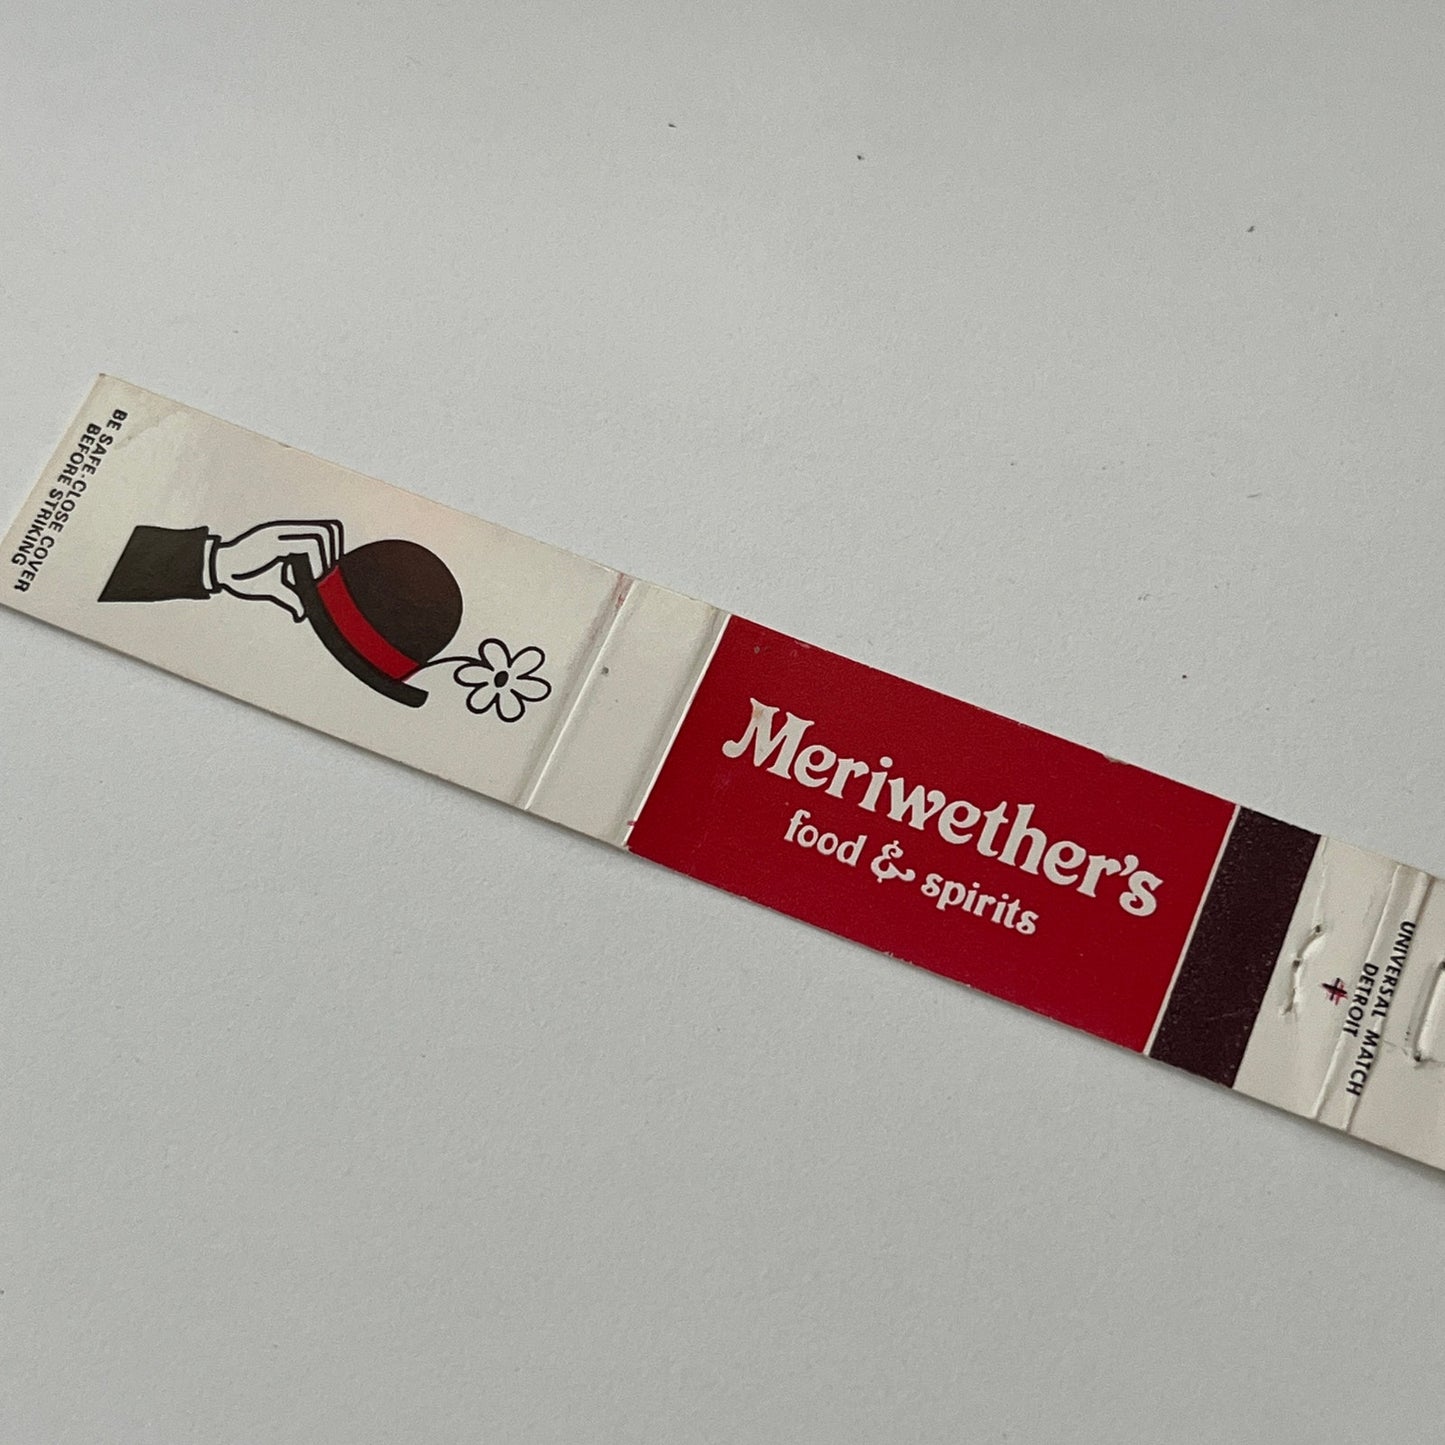 BE SAFE-CLOSE COVER
BEFORE STRIKING
Meriwether's
food & spirits
UNIVERSAL MATCH
DETROIT